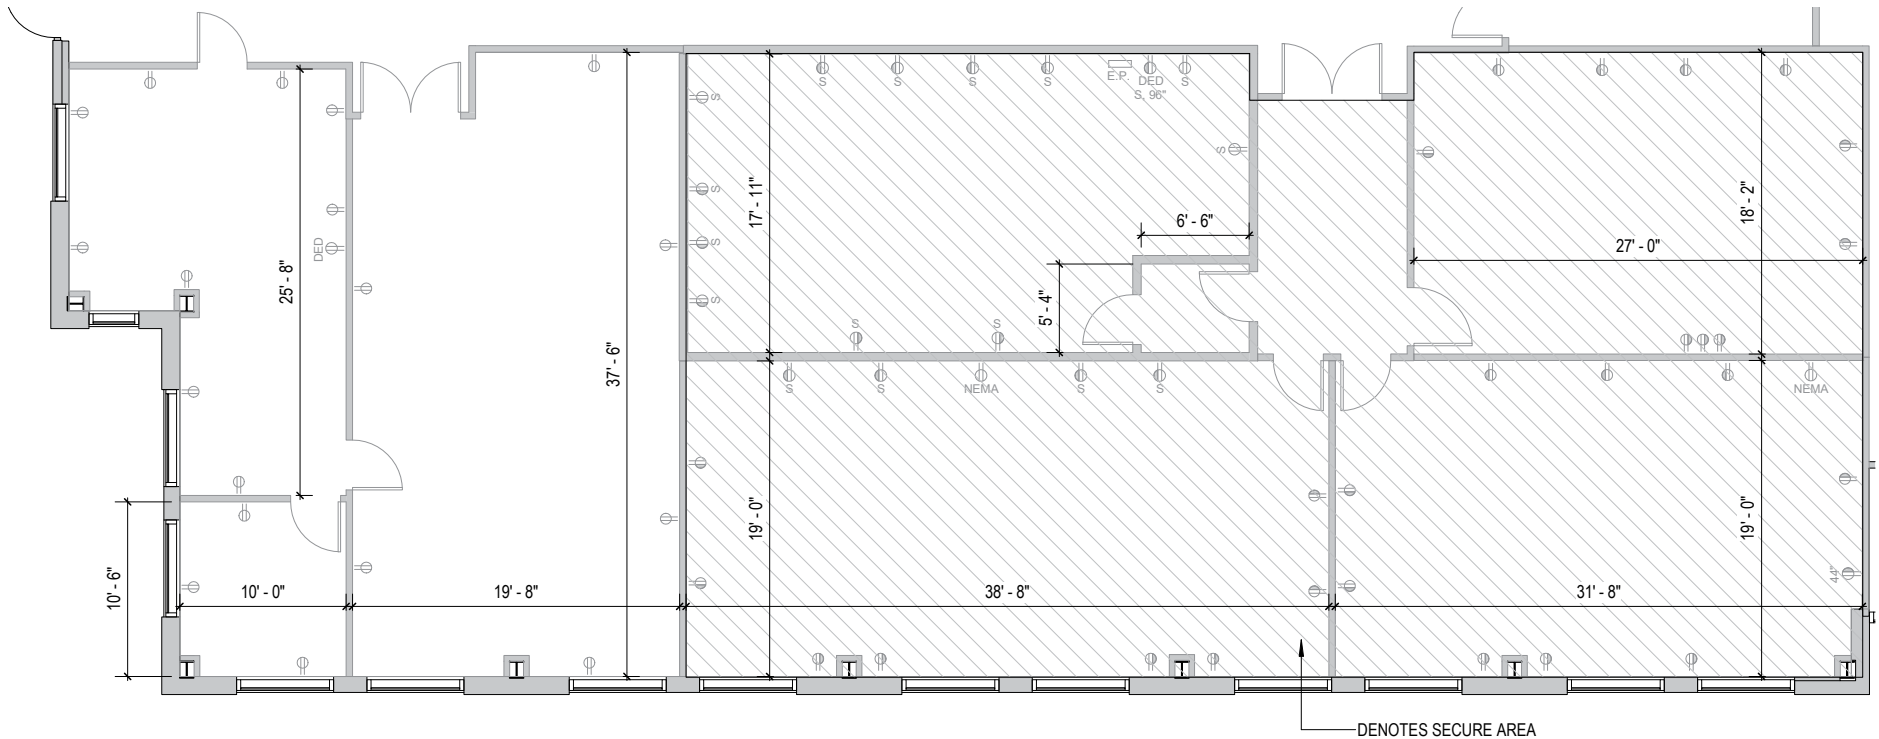 S S S S
E.P. DED S
S, 96"
S
S
S
17' - 11"
18' - 2"
6' - 6"
27' - 0"
DED
25' - 8"
S
S
5' - 4"
S S
37' - 6"
S S NEMA S S
NEMA
19' - 0"
19' - 0"
10' - 6"
44"
10' - 0" 19' - 8" 38' - 8" 31' - 8"
DENOTES SECURE AREA